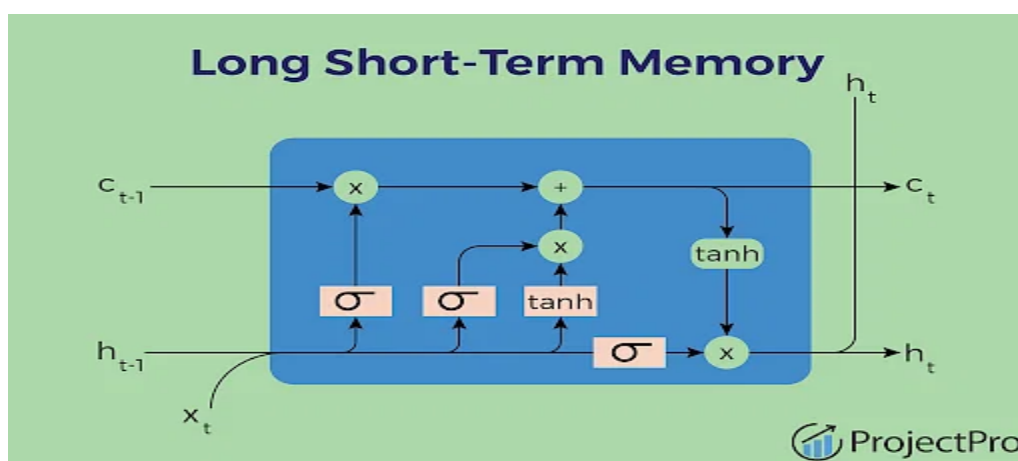 Long Short-Term Memory
h t
c t-1
x
+
c t
x
tanh
σ
σ
tanh
h t-1
σ
x
h t
x t
ProjectPro